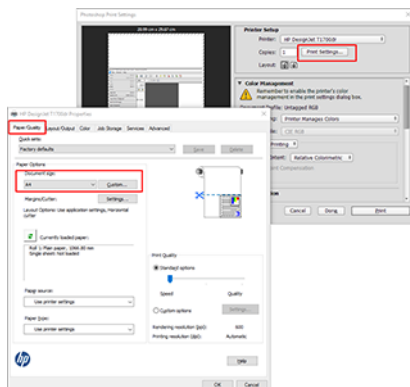 Photoshop Print Settings
20.99 cm x 29.67 cm
Printer Setup
Printer: HP DesignJet T1700dr
Copies: 1 Print Settings...
Layout:
Color Management
Remember to enable the printer's color
management in the print settings dialog box.
Document Profile: Untagged RGB
Printer Manages Colors
Printing
Relative Colorimetric
Cancel Done Print
HP DesignJet T1700dr Properties
Paper/Quality Layout/Output Color Job Storage Services Advanced
Quick sets:
Factory defaults Save Delete
Paper Options
Document size:
A4 Custom...
Margins/Cutter: Settings...
Layout Options: Use application settings, Horizontal
cutter
Currently loaded paper:
Roll 1: Plain paper,
Single sheet: Not loaded
Paper source:
Use printer settings
Paper type:
Use printer settings
Print Quality
Standard options
Speed Quality
Custom options Settings...
Rendering resolution (ppi): 600
Printing resolution (dpi): Automatic
hp
Help
OK Cancel